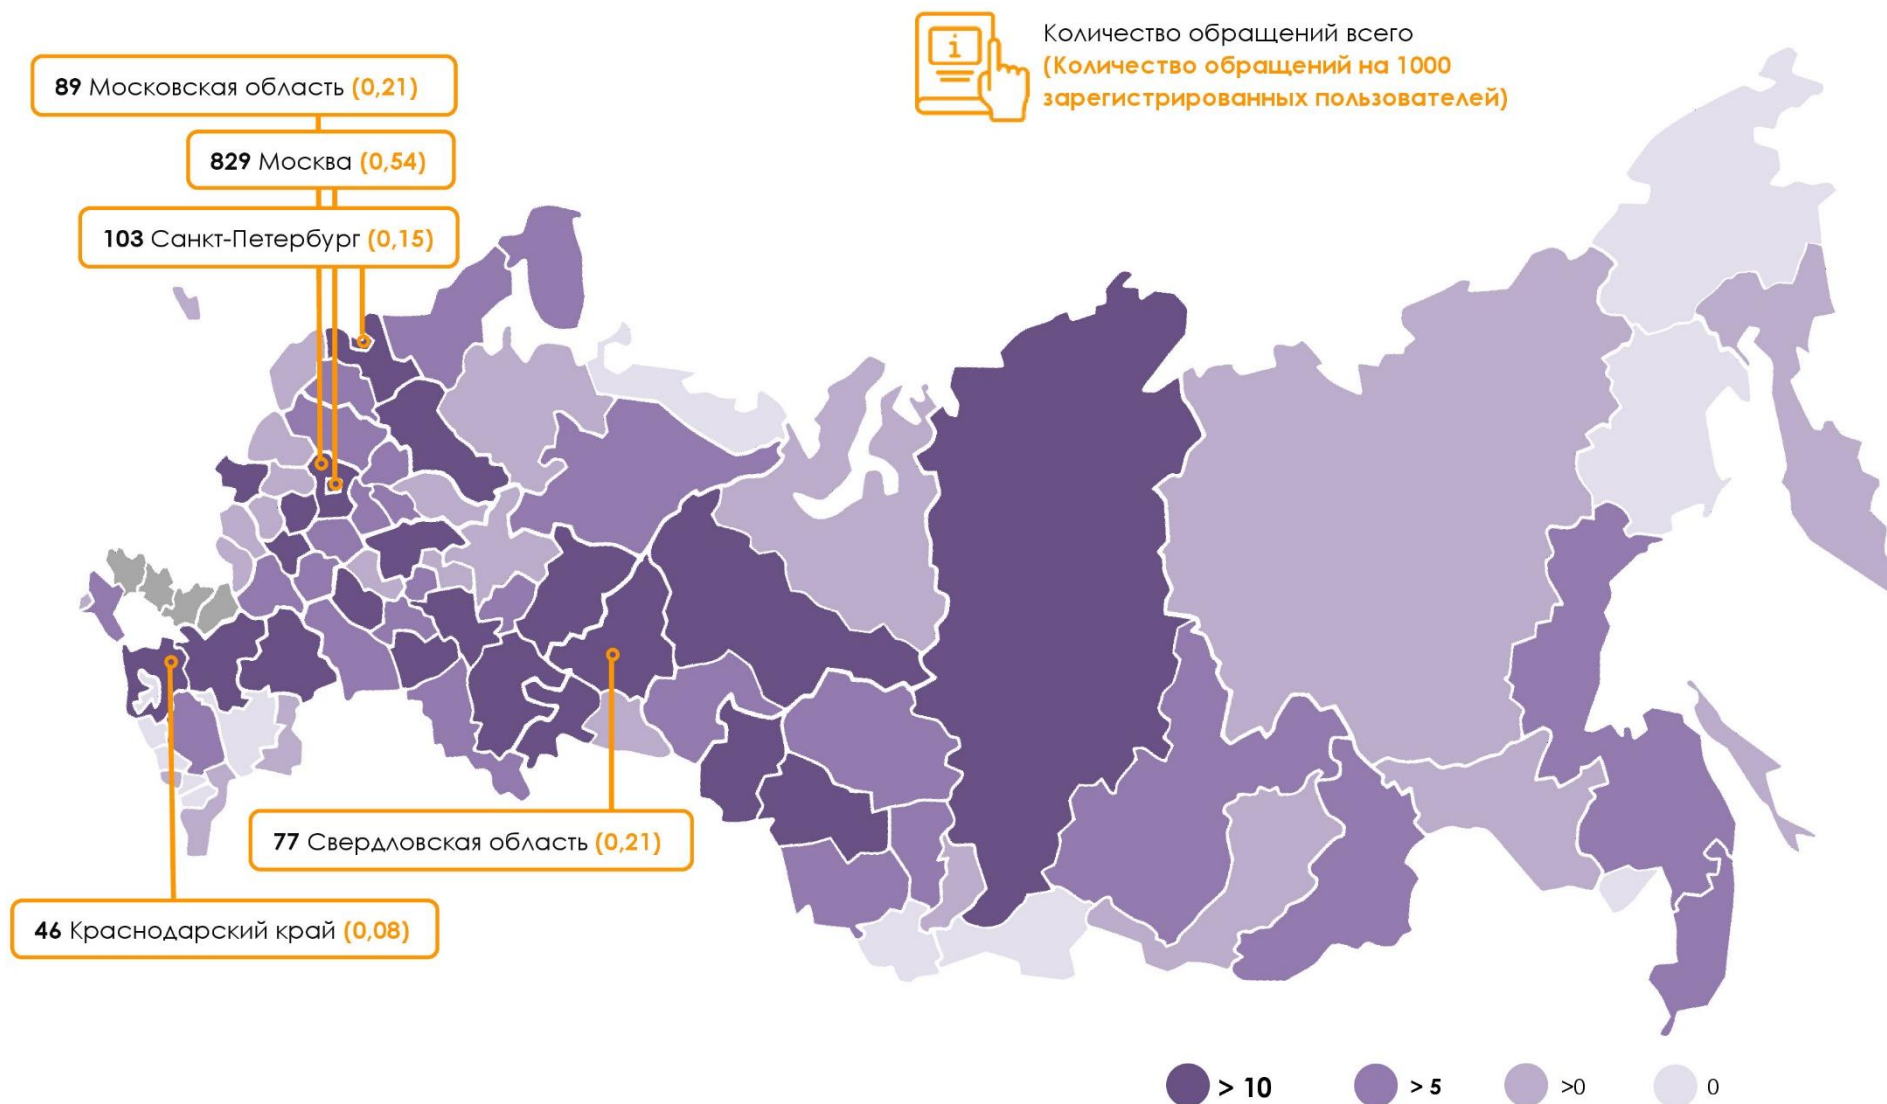 Количество обращений всего
(Количество обращений на 1000
зарегистрированных пользователей)
89 Московская область (0,21)
829 Москва (0,54)
103 Санкт-Петербург (0,15)
77 Свердловская область (0,21)
46 Краснодарский край (0,08)
> 10
> 5
>0
0